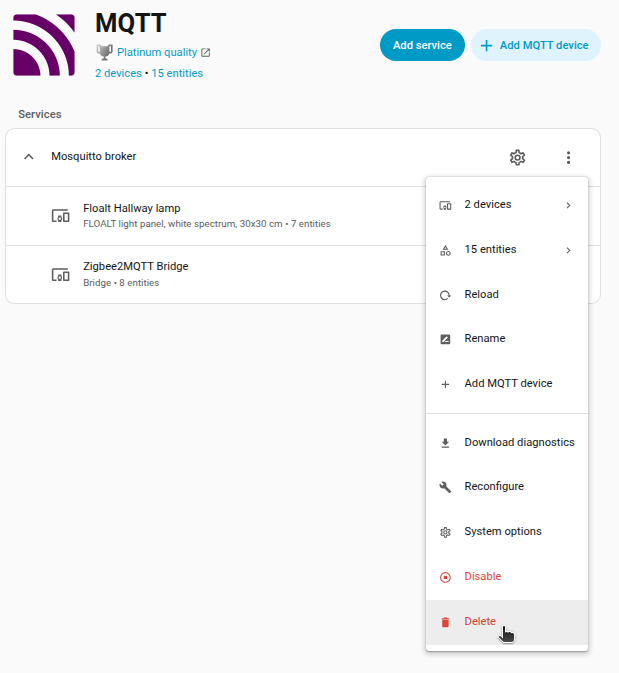 MQTT
Platinum quality
2 devices • 15 entities
Add service
Add MQTT device
Services
Mosquitto broker
Floalt Hallway lamp
FLOALT light panel, white spectrum, 30x30 cm • 7 entities
Zigbee2MQTT Bridge
Bridge • 8 entities
2 devices
15 entities
Reload
Rename
Add MQTT device
Download diagnostics
Reconfigure
System options
Disable
Delete